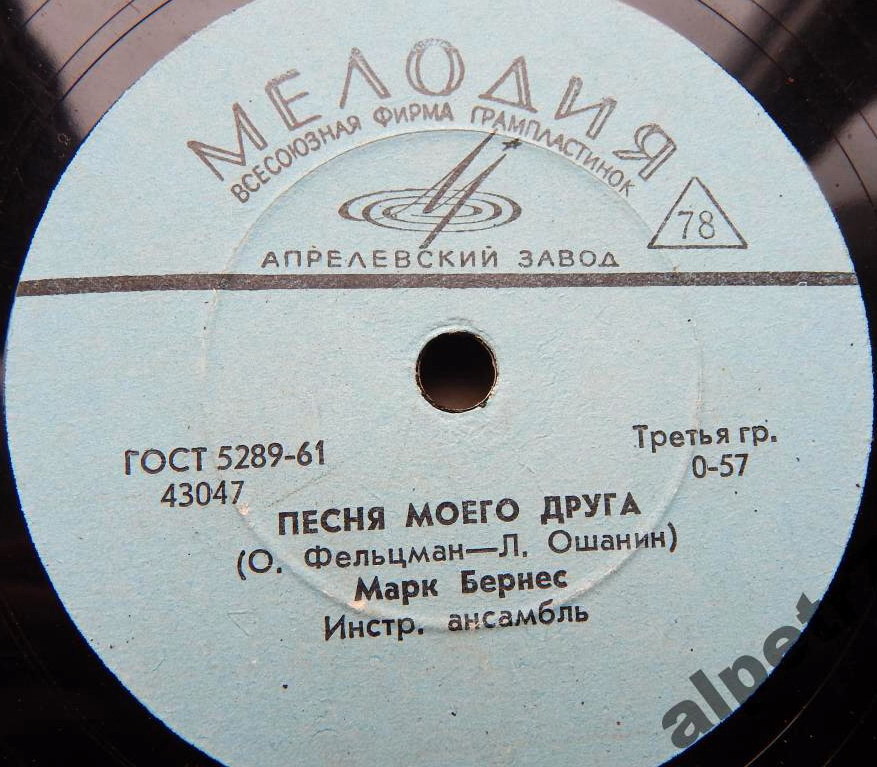 МЕЛОДИЯ
ВСЕСОЮЗНАЯ ФИРМА ГРАМПЛАСТИНОК
78
АПРЕЛЕВСКИЙ ЗАВОД
ГОСТ 5289-61
43047
Третья гр.
0-57
ПЕСНЯ МОЕГО ДРУГА
(О. Фельцман—Л. Ошанин)
Марк Бернес
Инстр. ансамбль